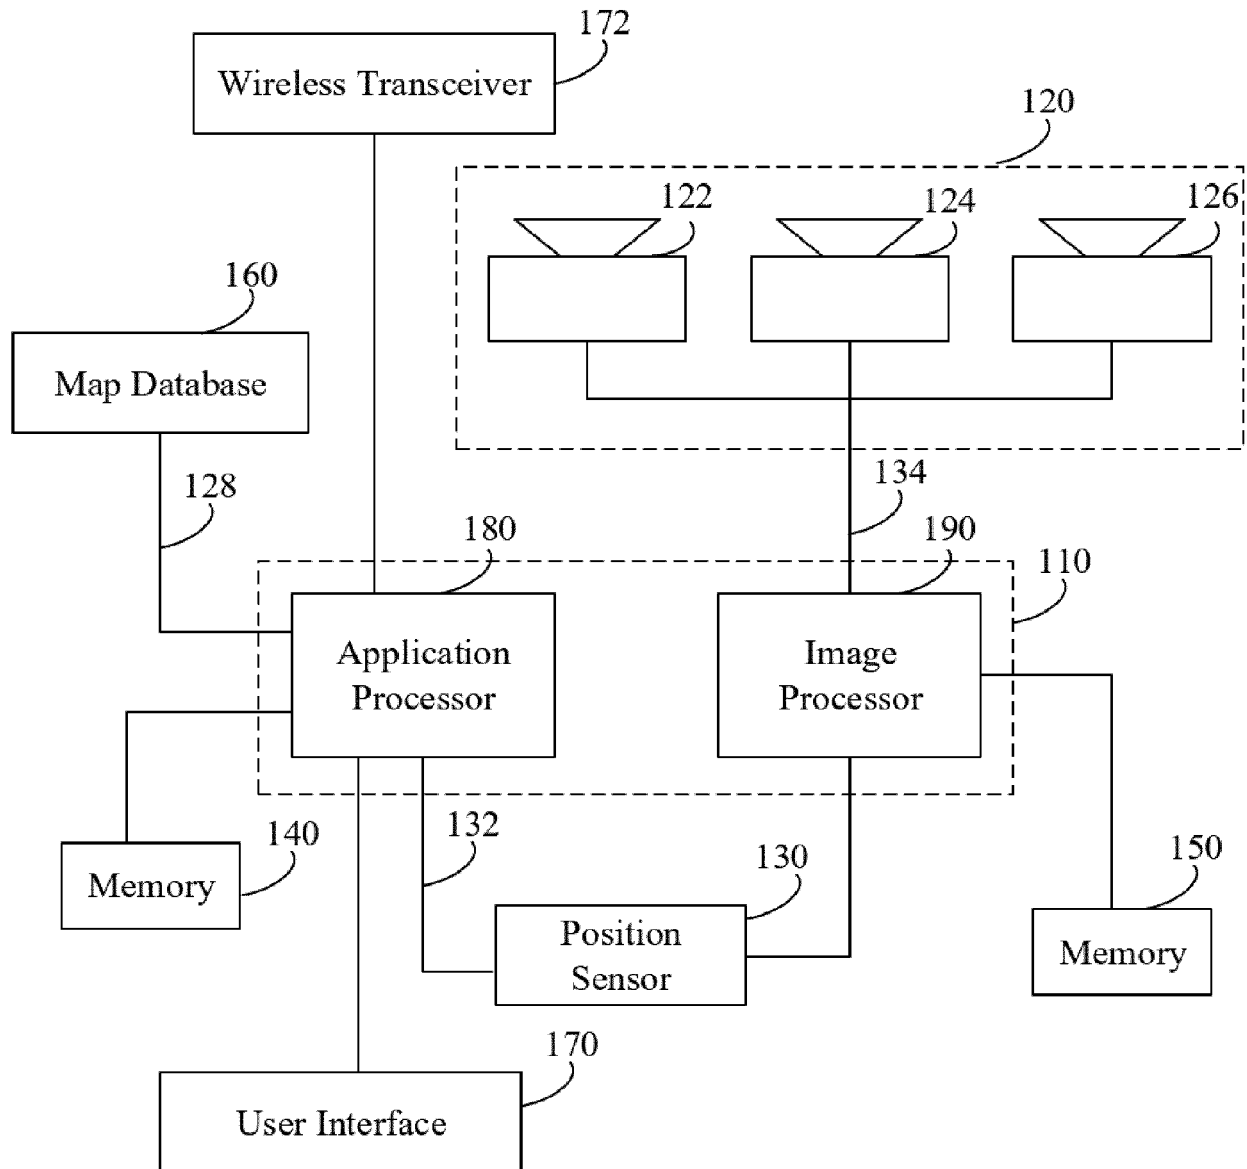 172
Wireless Transceiver
120
122
124
126
160
Map Database
128
134
180
190
110
Application
Processor
Image
Processor
140
132
130
150
Memory
Position
Sensor
Memory
170
User Interface